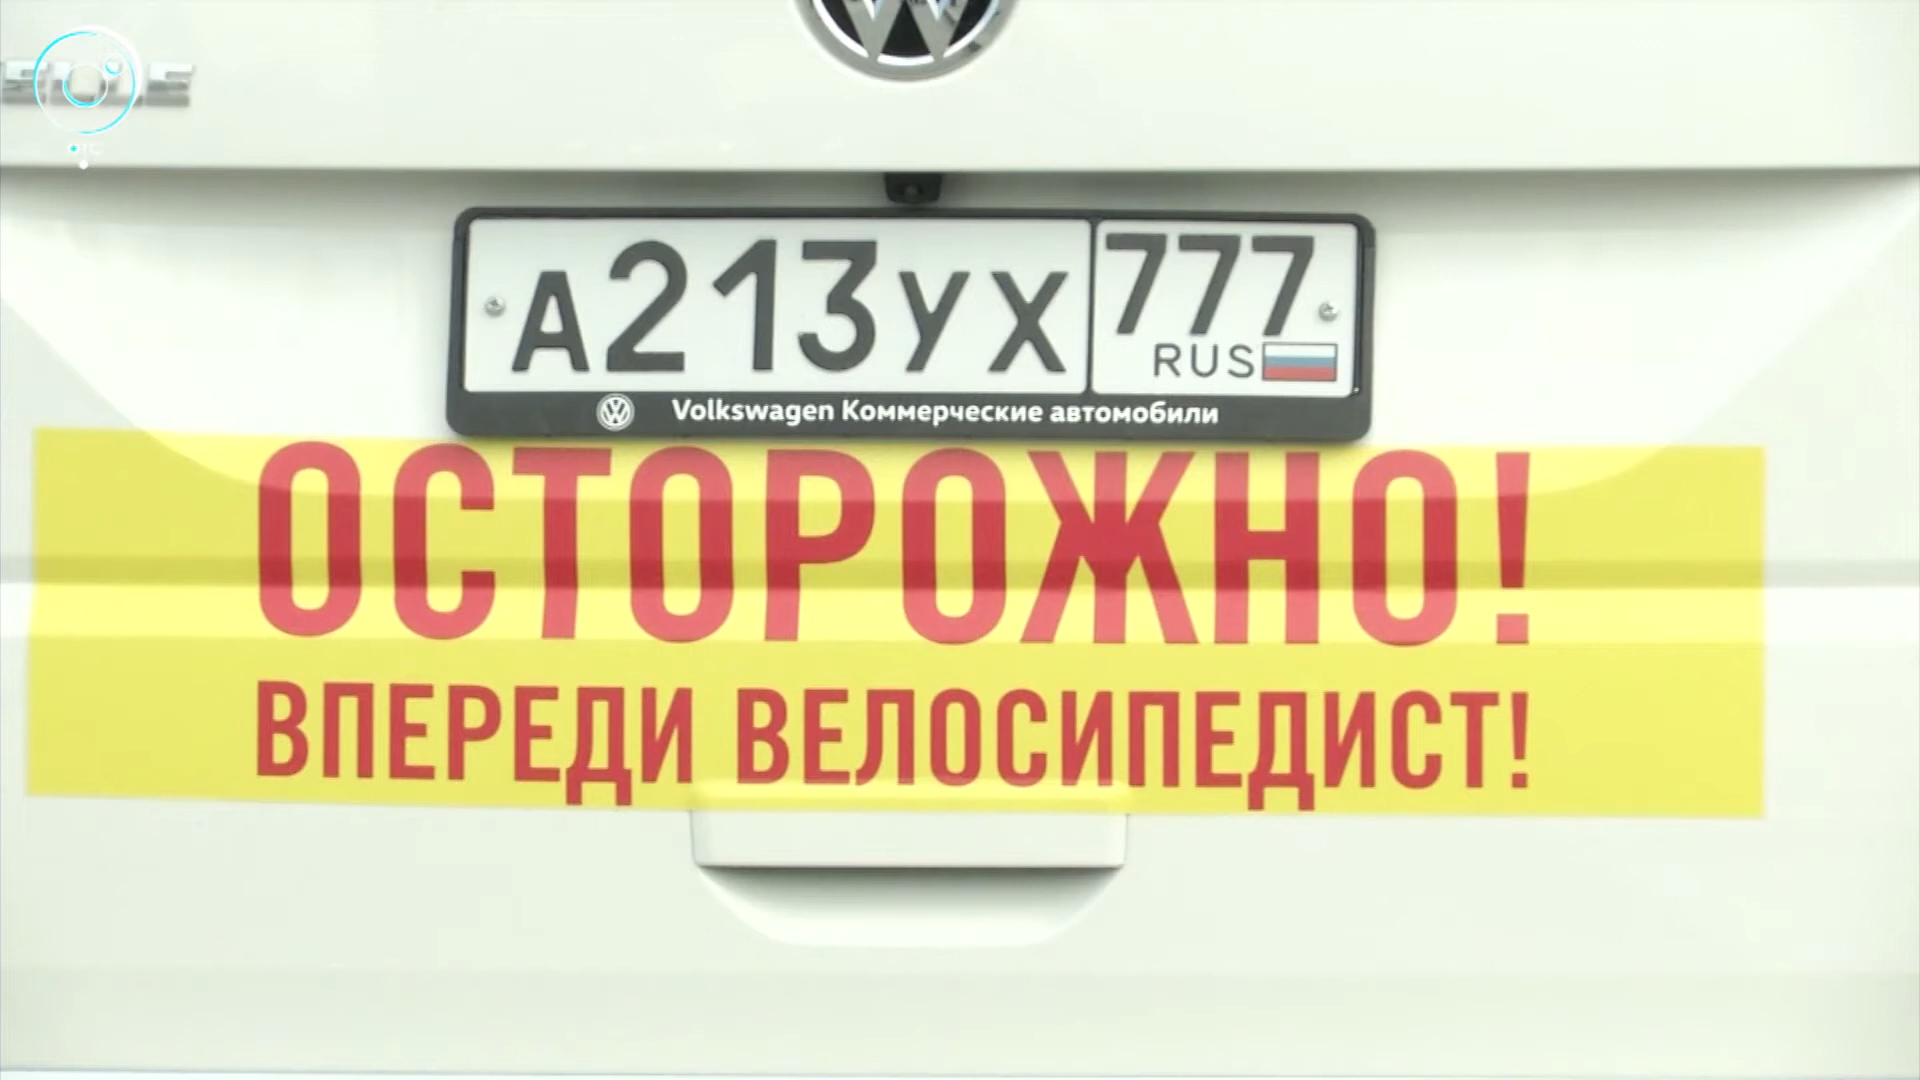 А213УХ 777
RUS
Volkswagen Коммерческие автомобили
ОСТОРОЖНО!
ВПЕРЕДИ ВЕЛОСИПЕДИСТ!